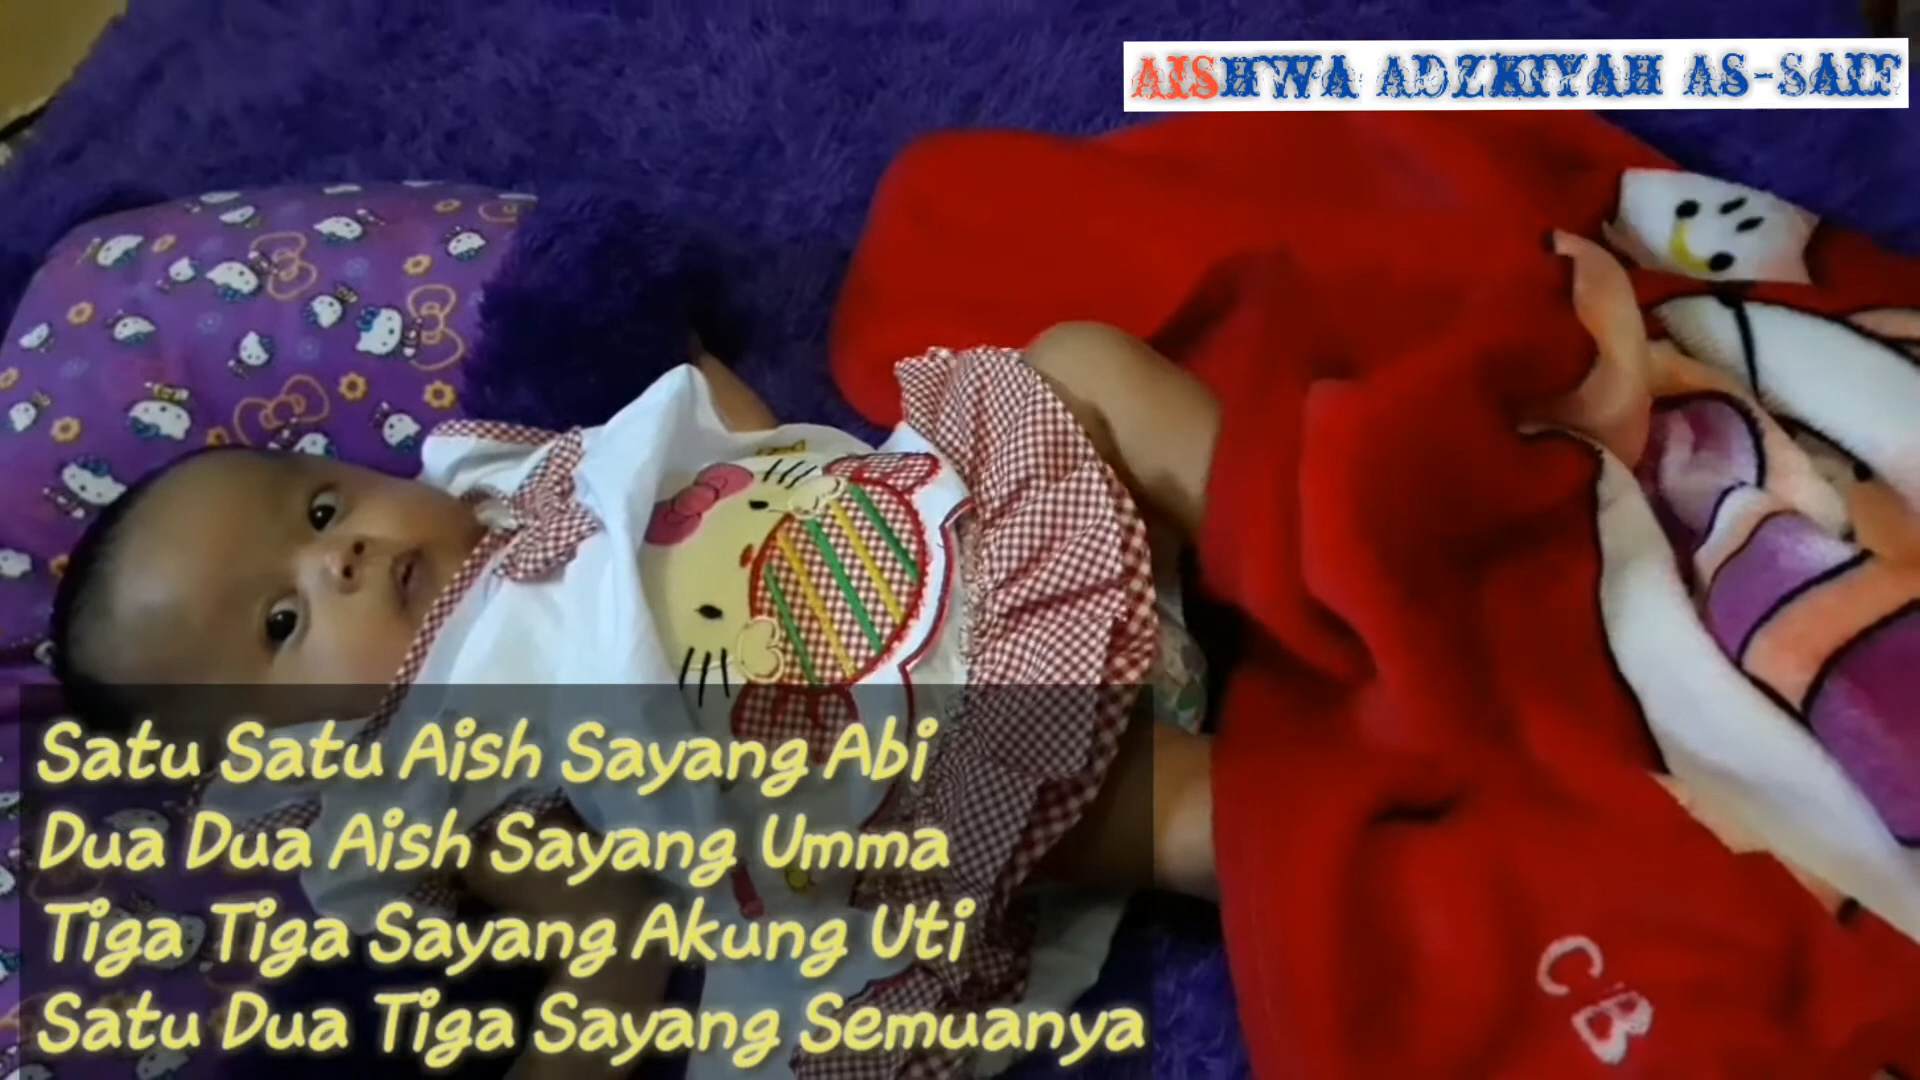 AISHWA ADZKIYAH AS-SAIF
Satu Satu Aish Sayang Abi
Dua Dua Aish Sayang Umma
Tiga Tiga Sayang Akung Uti
Satu Dua Tiga Sayang Semuanya
CB